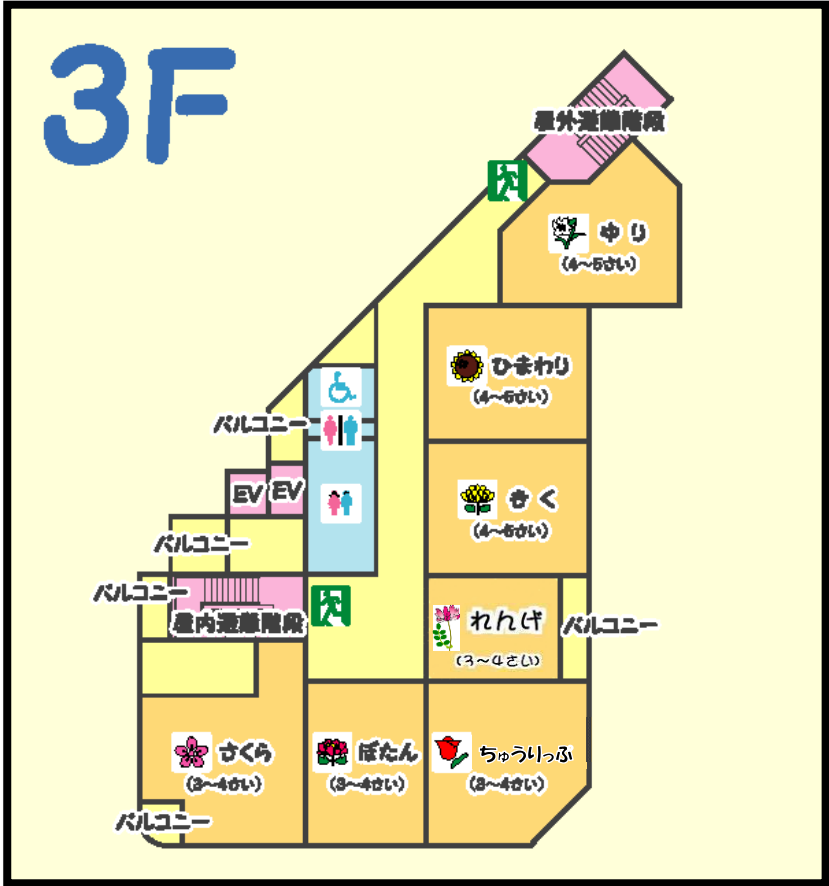 3F
屋外避難階段
ゆり
(4〜5さい)
ひまわり
(4〜5さい)
バルコニー
EV
EV
きく
(4〜5さい)
バルコニー
バルコニー
屋内避難階段
れんげ
(3〜4さい)
バルコニー
さくら
(3〜4さい)
ぼたん
(3〜4さい)
ちゅうりっぷ
(3〜4さい)
バルコニー